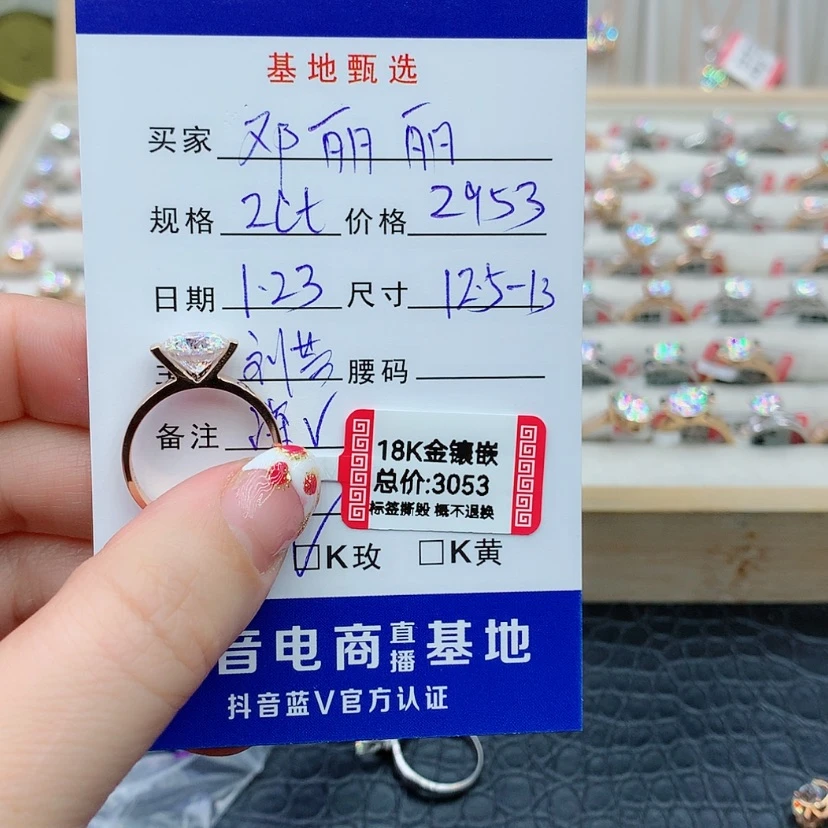 基地甄选
买家 邓丽丽
规格 2ct 价格 2953
日期 1.23 尺寸 12.5-13
刘芸 腰码
备注
18K金镶嵌
总价:3053
标签撕毁 概不退换
□K玫 □K黄
音电商直播基地
抖音蓝V官方认证